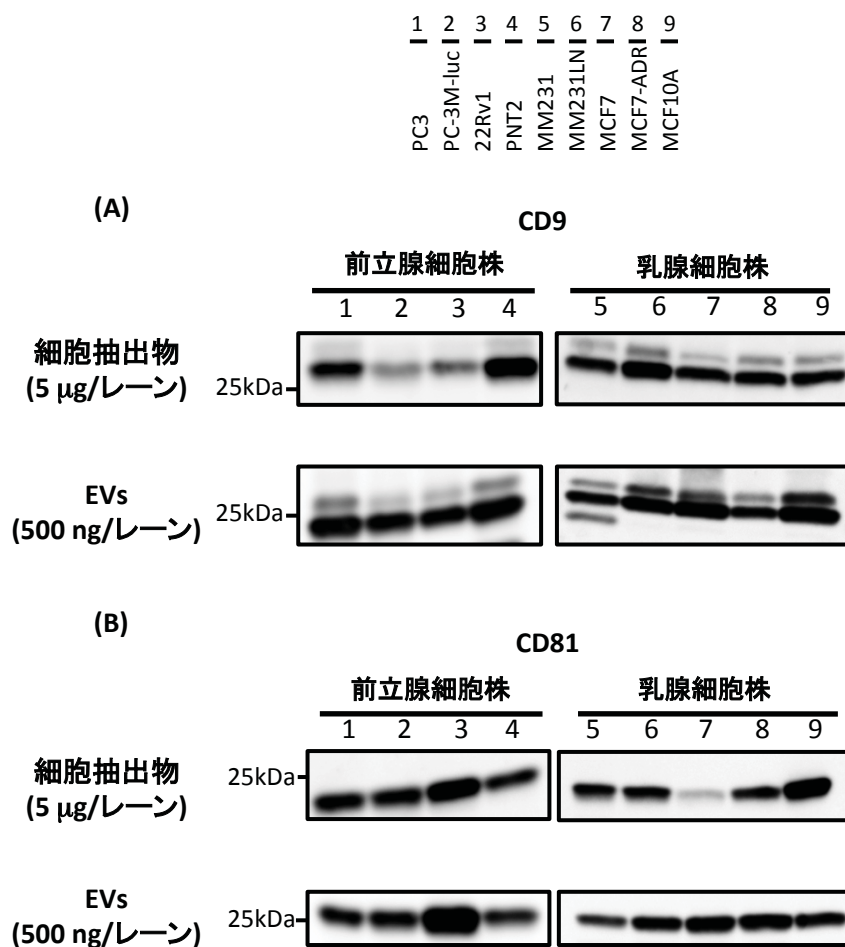 1 2 3 4 5 6 7 8 9
PC3
PC-3M-luc
22Rv1
PNT2
MM231
MM231LN
MCF7
MCF7-ADR
MCF10A
(A)
CD9
前立腺細胞株 乳腺細胞株
1 2 3 4 5 6 7 8 9
細胞抽出物
(5 μg/レーン)
25kDa
EVs
(500 ng/レーン)
25kDa
(B)
CD81
前立腺細胞株 乳腺細胞株
1 2 3 4 5 6 7 8 9
細胞抽出物
(5 μg/レーン)
25kDa
EVs
(500 ng/レーン)
25kDa